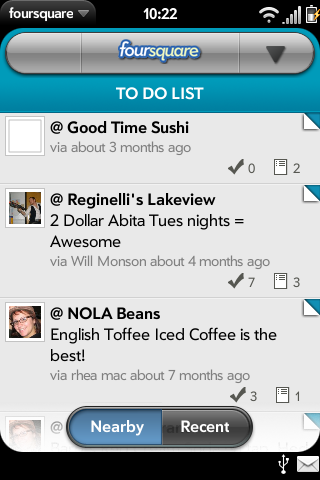 foursquare 10:22
foursquare
TO DO LIST
@ Good Time Sushi
via about 3 months ago
0 2
@ Reginelli's Lakeview
2 Dollar Abita Tues nights =
Awesome
via Will Monson about 4 months ago
7 3
@ NOLA Beans
English Toffee Iced Coffee is the
best!
via rhea mac about 7 months ago
3 1
Nearby Recent